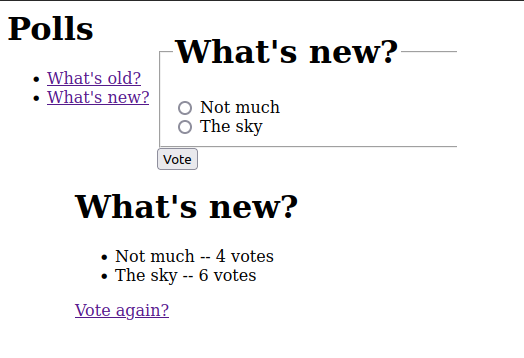 Polls
What's old?
What's new?
What's new?
Not much
The sky
Vote
What's new?
Not much -- 4 votes
The sky -- 6 votes
Vote again?